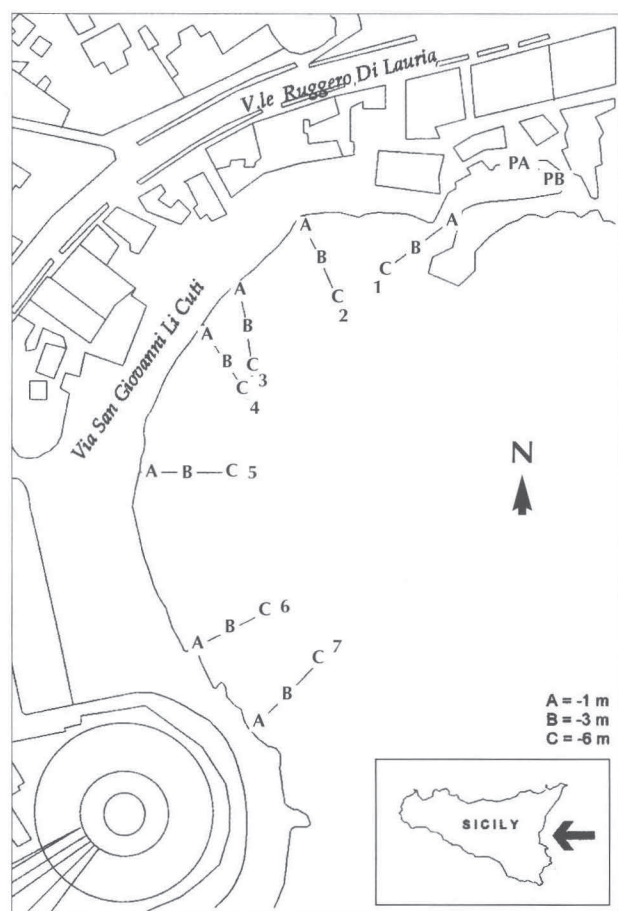 V.le Ruggero Di Lauria
PA
PB
A
B
C
1
A
B
C
2
Via San Giovanni Li Cuti
A
B
C
3
A
B
C
4
A B C 5
N
A B C 6
A B C 7
A = -1 m
B = -3 m
C = -6 m
SICILY